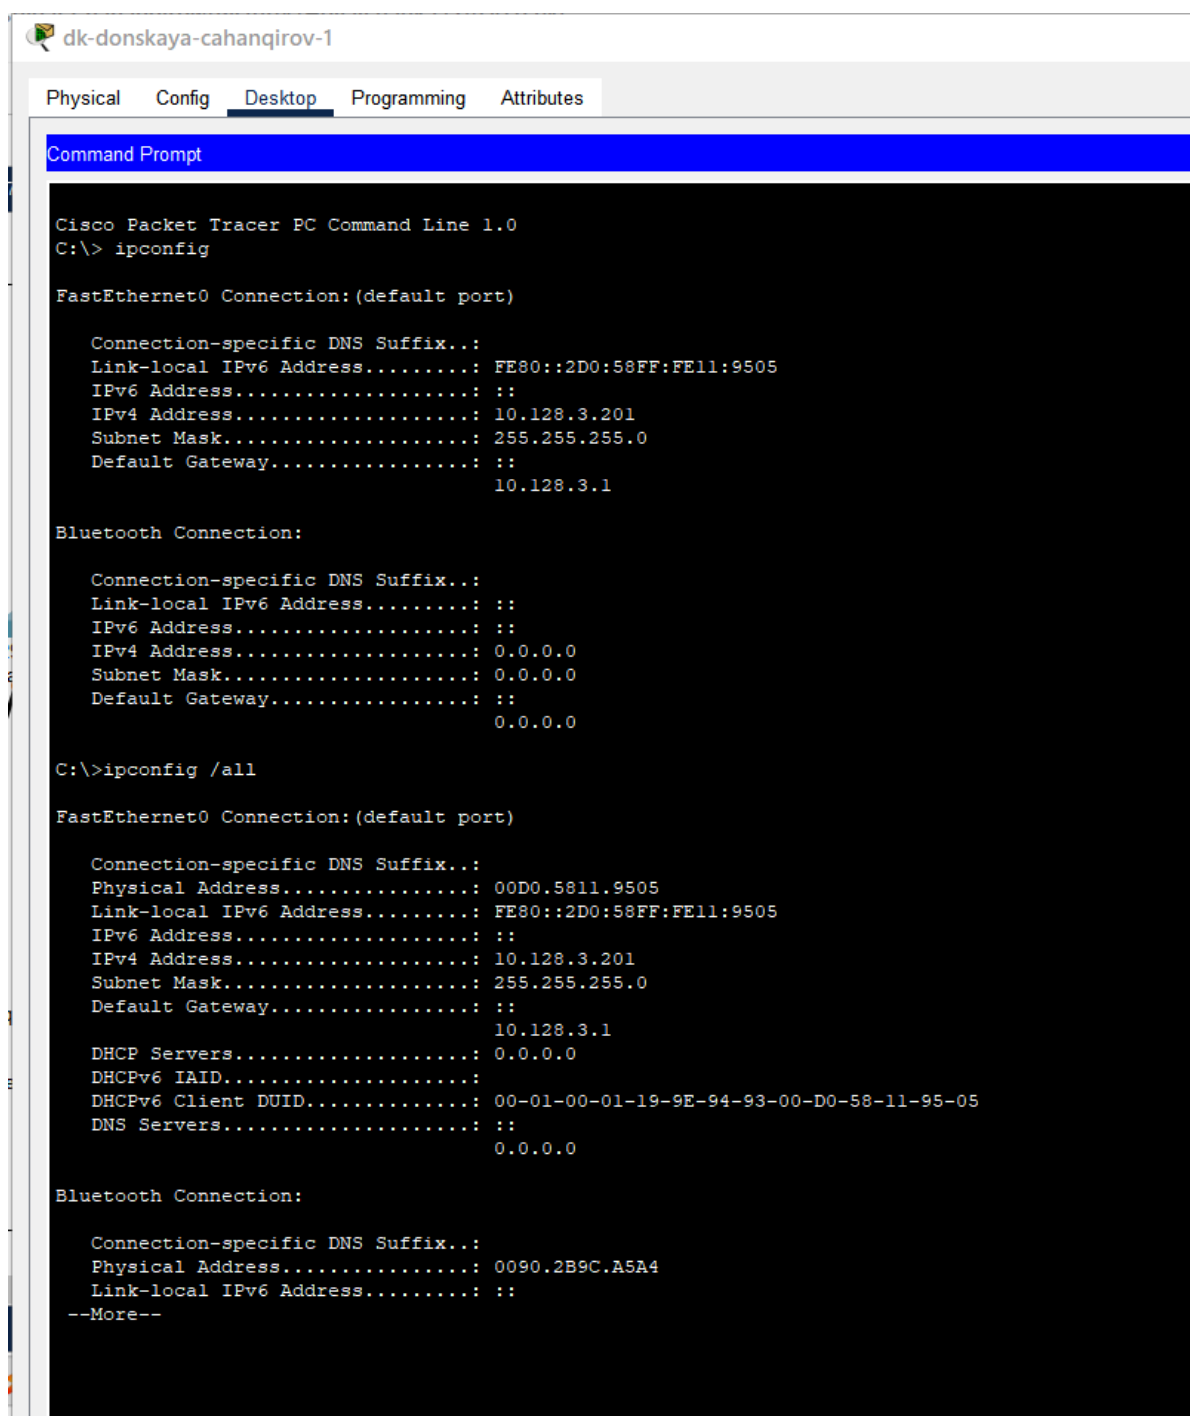 dk-donskaya-cahanqirov-1
Physical Config Desktop Programming Attributes
Command Prompt
Cisco Packet Tracer PC Command Line 1.0
C:\> ipconfig
FastEthernet0 Connection:(default port)
Connection-specific DNS Suffix..:
Link-local IPv6 Address.........: FE80::2D0:58FF:FE11:9505
IPv6 Address....................: ::
IPv4 Address....................: 10.128.3.201
Subnet Mask.....................: 255.255.255.0
Default Gateway.................: ::
10.128.3.1
Bluetooth Connection:
Connection-specific DNS Suffix..:
Link-local IPv6 Address.........: ::
IPv6 Address....................: ::
IPv4 Address....................: 0.0.0.0
Subnet Mask.....................: 0.0.0.0
Default Gateway.................: ::
0.0.0.0
C:\>ipconfig /all
FastEthernet0 Connection:(default port)
Connection-specific DNS Suffix..:
Physical Address................: 00D0.5811.9505
Link-local IPv6 Address.........: FE80::2D0:58FF:FE11:9505
IPv6 Address....................: ::
IPv4 Address....................: 10.128.3.201
Subnet Mask.....................: 255.255.255.0
Default Gateway.................: ::
10.128.3.1
DHCP Servers....................: 0.0.0.0
DHCPv6 IAID.....................:
DHCPv6 Client DUID..............: 00-01-00-01-19-9E-94-93-00-D0-58-11-95-05
DNS Servers.....................: ::
0.0.0.0
Bluetooth Connection:
Connection-specific DNS Suffix..:
Physical Address................: 0090.2B9C.A5A4
Link-local IPv6 Address.........: ::
--More--